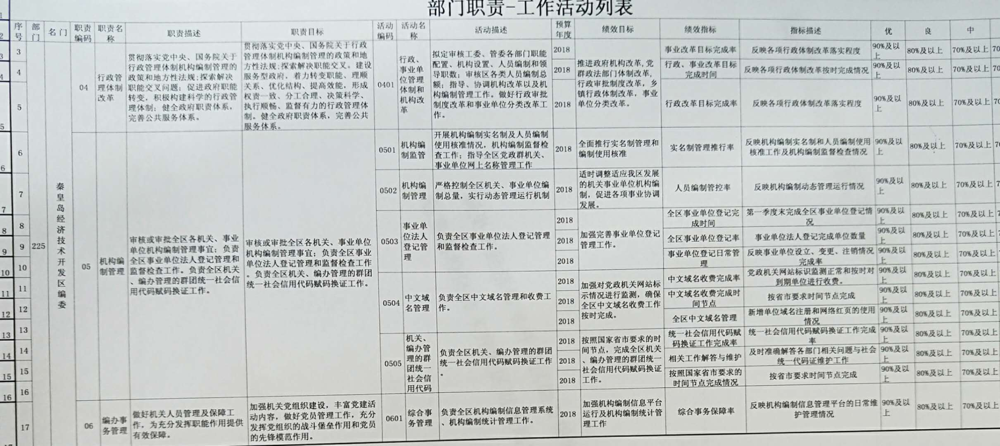 部门职责-工作活动列表
序号 部门 名 门 职责编码 职责名称 职责描述 职责目标 活动编码 活动名称 活动描述 预算年度 绩效目标 绩效指标 指标描述 优 良 中
225
秦皇岛经济技术开发区编委
04
行政管
理体制
改革
贯彻落实党中央、国务院关于
行政管理体制机构编制管理的
政策和地方性法规;探索解决
职能交叉问题；促进政府职能
转变，积极构建科学的行政管
理体制；健全政府职责体系，
完善公共服务体系。
贯彻落实党中央、国务院关于行政
管理体制机构编制管理的政策和地
方性法规;探索解决职能交叉。建设
服务型政府，着力转变职能、理顺
关系、优化结构、提高效能，形成
权责一致、分工合理、决策科学、
执行顺畅、监督有力的行政管理体
制。健全政府职责体系，完善公共
服务体系。
0401
行政、
事业单
位管理
体制和
机构改
革
拟定审核工委、管委各部门职能
配置、机构设置、人员编制和领
导职数；审核区各类人员编制总
额；指导、协调机构改革以及机
构编制管理工作。做好行政审批
制度改革和事业单位分类改革工
作。
推进政府机构改革,党
群政法部门体制改革,
行政审批制度改革，乡
镇行政体制改革，事业
单位分类改革。
3 3 2018 事业改革目标完成率 反映各项行政体制改革落实程度 90%及以上 80%及以上 70%及以上 70
4 4 2018 行政、事业改革目标完成时间 反映各项行政体制改革按时完成情况 90%及以上 80%及以上 70%及以上 70
5 5 2018 行政改革目标完成率 反映各项行政体制改革落实程度 90%及以上 80%及以上 70%及以上
05
机构编
制管理
审核或审批全区各机关、事业
单位机构编制管理事宜；负责
全区事业单位法人登记管理和
监督检查工作。负责全区机关
、编办管理的群团统一社会信
用代码赋码换证工作。
审核或审批全区各机关、事业单位
机构编制管理事宜；负责全区事业
单位法人登记管理和监督检查工作
。负责全区机关、编办管理的群团
统一社会信用代码赋码换证工作。
6 6
0501
机构编
制监管
开展机构编制实名制及人员编制
使用核准情况，机构编制监督检
查工作；指导全区党政群机关、
事业单位网上名称管理工作
2018
全面推行实名制管理和
编制使用核准
实名制管理推行率
反映机构编制实名制和人员编制使用
核准工作及机构编制监督检查情况
90%及以上 80%及以上 70%及以上
7 7
0502
机构编
制管理
严格控制全区机关、事业单位编
制总量，实行动态管理运行机制
2018
适时调整适应我区发展
的机关事业单位机构编
制，促进各项事业协调
发展。
人员编制管控率
反映机构编制动态管理运行情况
90%及以上 80%及以上 70%及以上
0503
事业单
位法人
登记管
理
负责全区事业单位法人登记管理
和监督检查工作。
加强完善事业单位登记
管理工作。
8 8 2018 全区事业单位登记完成时间 第一季度末完成全区事业单位登记情况 90%及以上 80%及以上 70%及以上
9 9 2018 全区事业单位登记率 事业单位法人登记完成单位数量 90%及以上 80%及以上 70%及以上
10 10 2018 事业单位登记日常管理 反映事业单位设立、变更、注销情况完成率 90%及以上 80%及以上 70%及以上
0504
中文域
名管理
负责全区中文域名管理和收费工
作。
加强对党政机关网站标
示情况进行监测，确保
全区中文域名收费工作
按时完成。
11 11 2018 中文域名收费完成率 党政机关网站标识监测正常和按时对到期单位进行收费。 90%及以上 80%及以上 70%及以上
12 12 2018 中文域名收费完成时间节点 按省市要求时间节点完成 90%及以上 80%及以上 70%及以上
13 13 2018 全区中文域名管理 新增单位域名注册和网络红页的使用情况 90%及以上 80%及以上 70%及以上
0505
机关、
编办管
理的群
团统一
社会信
用代码
负责全区机关、编办管理的群团
统一社会信用代码赋码换证工作
。
按照国家省市要求的时
间节点，完成全区机关
、编办管理的群团统一
社会信用代码赋码换证
工作。
14 14 2018 统一社会信用代码赋码换证工作完成率 统一社会信用代码赋码换证工作完成率 90%及以上 80%及以上 70%及以上
15 15 2018 相关工作解答与维护 及时准确解答各部门相关问题与社会统一代码证维护工作 90%及以上 80%及以上 70%及以上
16 16 2018 按照国家省市要求的时间节点完成情况 按省市要求时间节点完成 90%及以上 80%及以上 70%及以上
17
06
编办事
务管理
做好机关人员管理及保障工
作，为充分发挥职能作用提供
有效保障。
加强机关党组织建设，丰富党建活
动内容，做好党员管理工作，充分
发挥党组织的战斗堡垒作用和党员
的先锋模范作用。
0601
综合事
务管理
负责全区机构编制信息管理系统
、机构编制统计管理工作。
2018
加强机构编制信息平台
运行及机构编制统计管
理工作
综合事务保障率
反映机构编制信息管理平台的日常维
护管理情况
90%及以上 80%及以上 70%及以上